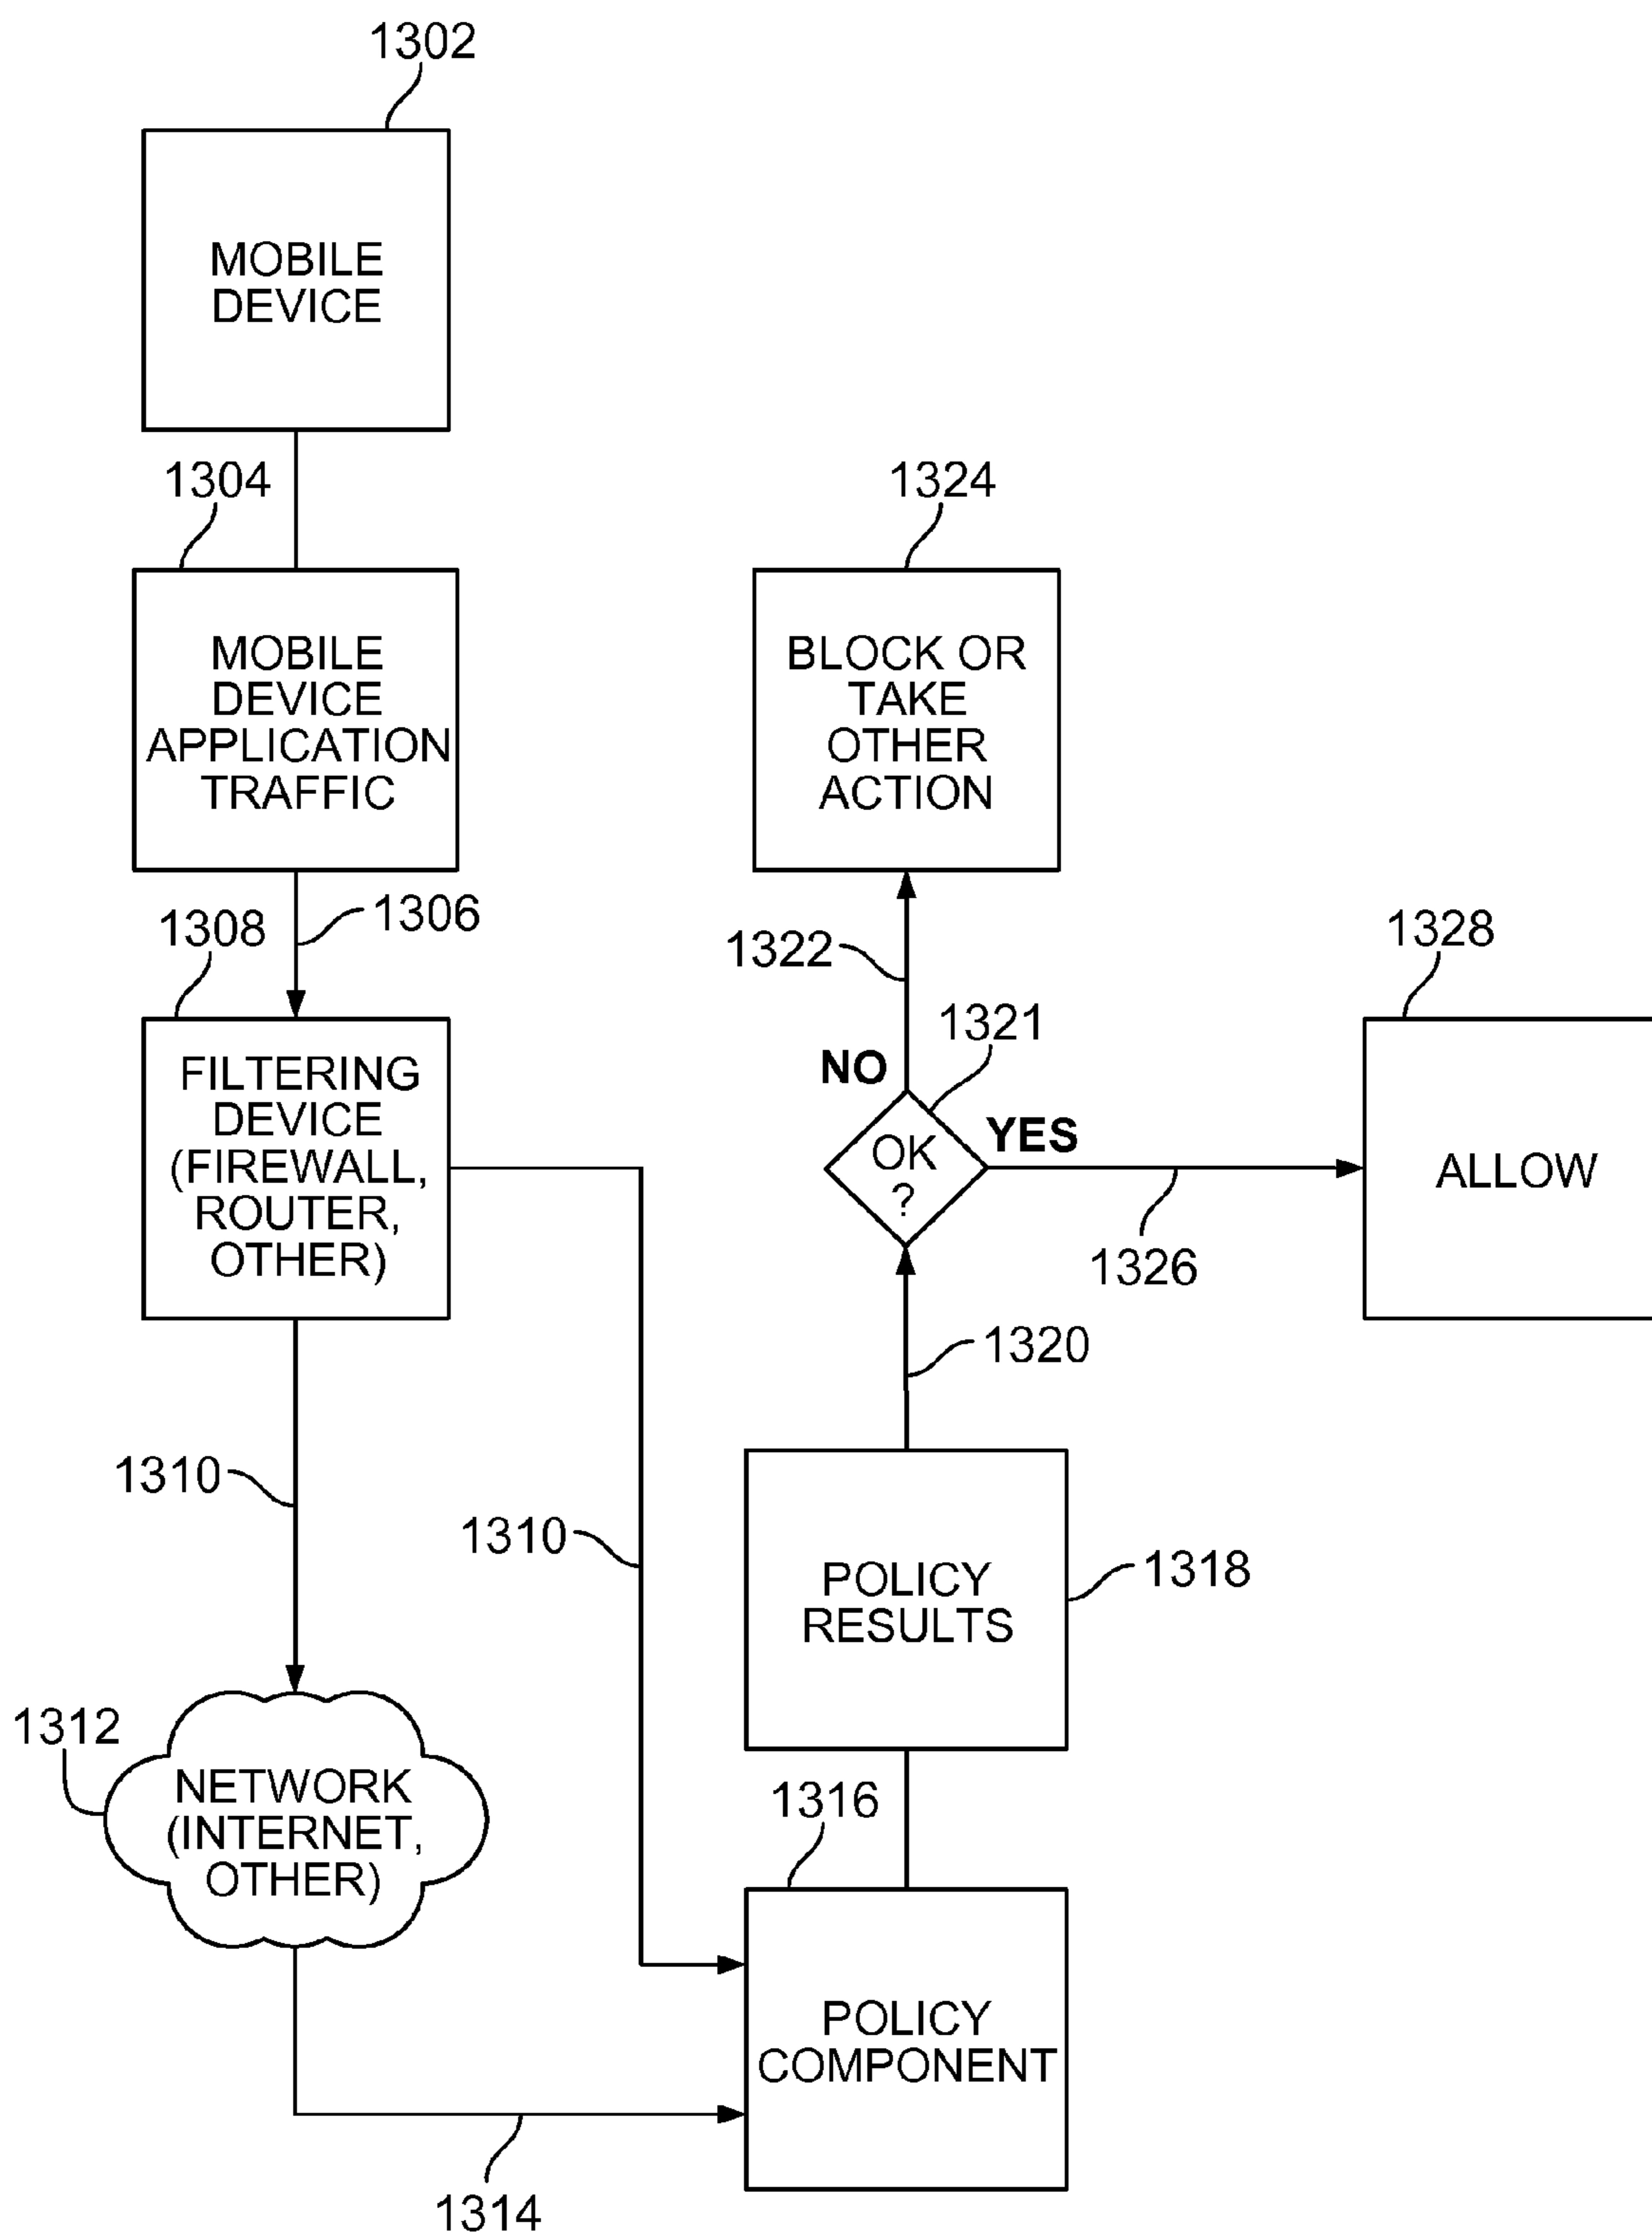 1302
MOBILE
DEVICE
1304
MOBILE
DEVICE
APPLICATION
TRAFFIC
1306
1308
FILTERING
DEVICE
(FIREWALL,
ROUTER,
OTHER)
1310
1310
1312
NETWORK
(INTERNET,
OTHER)
1314
1316
POLICY
COMPONENT
1318
POLICY
RESULTS
1320
1321
OK
?
NO
1322
1324
BLOCK OR
TAKE
OTHER
ACTION
YES
1326
1328
ALLOW